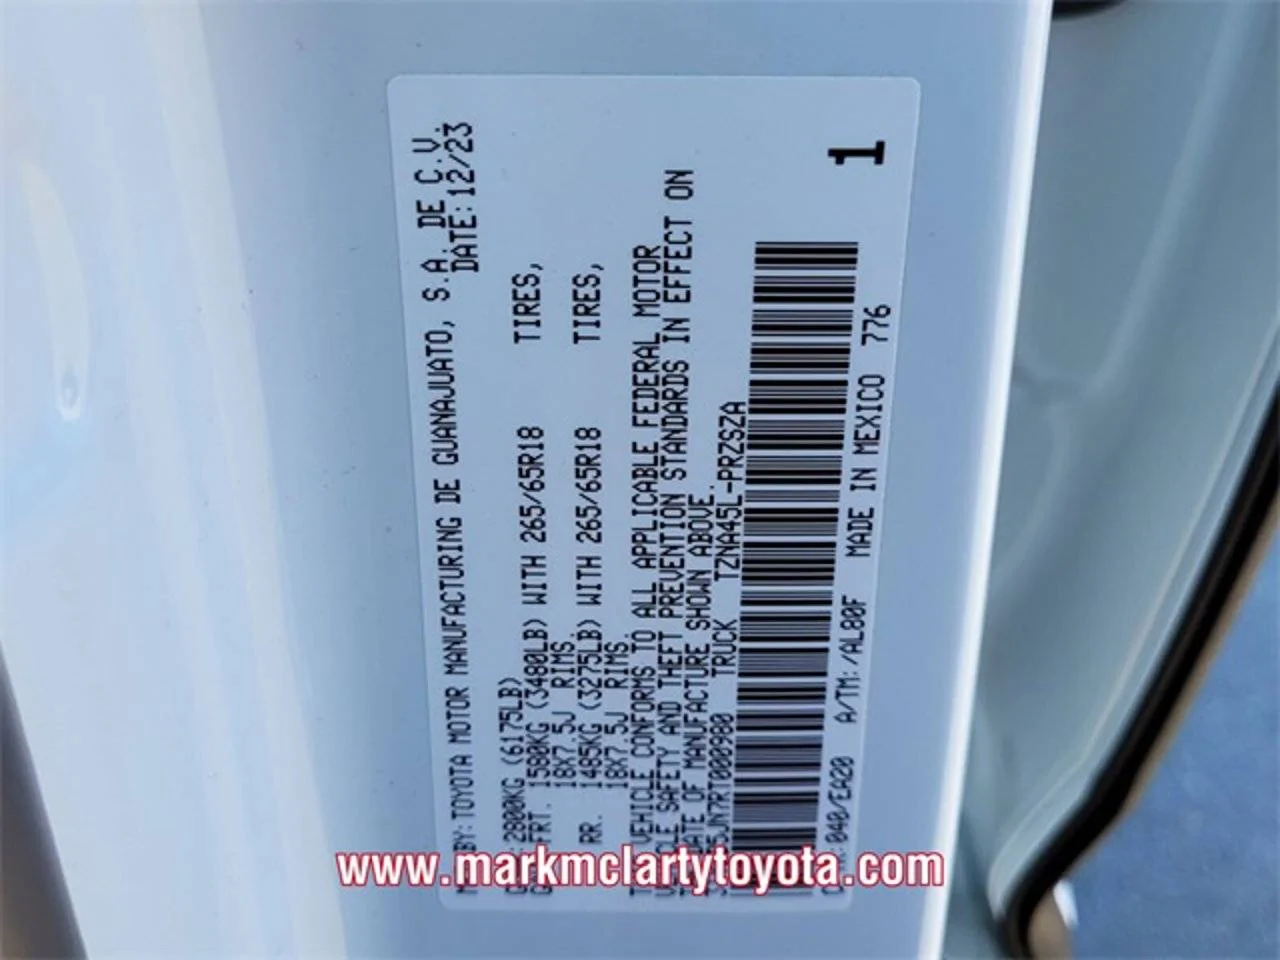 BY: TOYOTA MOTOR MANUFACTURING DE GUANAJUATO, S.A. DE C.V.
DATE: 12/23
2800KG (6175LB)
FRT. 1580KG (3480LB) WITH 265/65R18 TIRES,
18X7.5J RIMS.
RR. 1485KG (3275LB) WITH 265/65R18 TIRES,
18X7.5J RIMS.
VEHICLE CONFORMS TO ALL APPLICABLE FEDERAL MOTOR
SAFETY AND THEFT PREVENTION STANDARDS IN EFFECT ON
DATE OF MANUFACTURE SHOWN ABOVE.
5JN7RT000980 TRUCK TZNA45L-PRZSZA
040/EA20 A/TM: /AL80F MADE IN MEXICO 776
1
www.markmclartytoyota.com